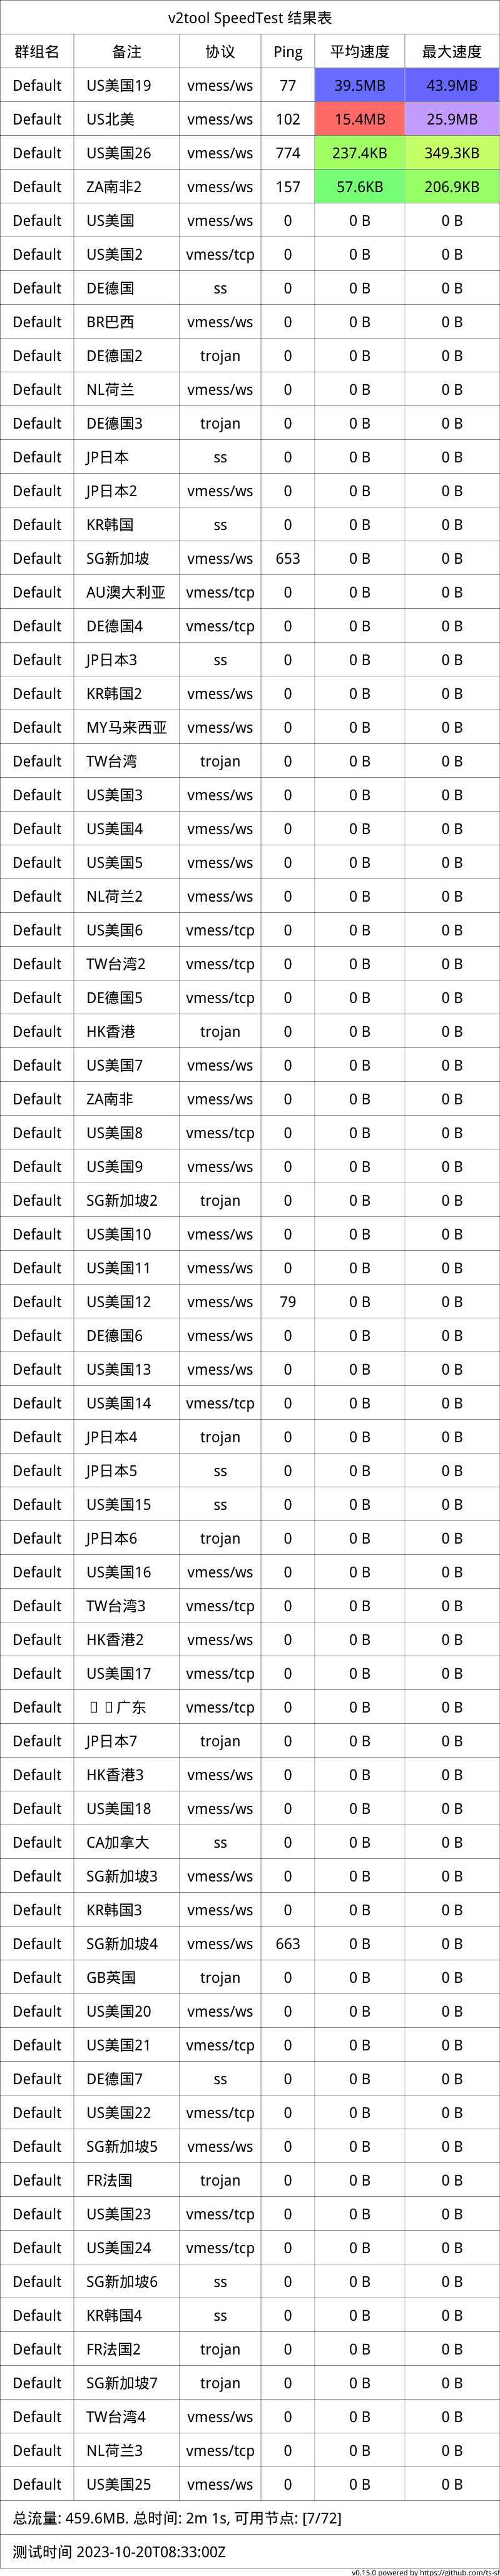 v2tool SpeedTest 结果表
群组名 备注 协议 Ping 平均速度 最大速度
Default US美国19 vmess/ws 77 39.5MB 43.9MB
Default US北美 vmess/ws 102 15.4MB 25.9MB
Default US美国26 vmess/ws 774 237.4KB 349.3KB
Default ZA南非2 vmess/ws 157 57.6KB 206.9KB
Default US美国 vmess/ws 0 0 B 0 B
Default US美国2 vmess/tcp 0 0 B 0 B
Default DE德国 ss 0 0 B 0 B
Default BR巴西 vmess/ws 0 0 B 0 B
Default DE德国2 trojan 0 0 B 0 B
Default NL荷兰 vmess/ws 0 0 B 0 B
Default DE德国3 trojan 0 0 B 0 B
Default JP日本 ss 0 0 B 0 B
Default JP日本2 vmess/ws 0 0 B 0 B
Default KR韩国 ss 0 0 B 0 B
Default SG新加坡 vmess/ws 653 0 B 0 B
Default AU澳大利亚 vmess/tcp 0 0 B 0 B
Default DE德国4 vmess/tcp 0 0 B 0 B
Default JP日本3 ss 0 0 B 0 B
Default KR韩国2 vmess/ws 0 0 B 0 B
Default MY马来西亚 vmess/ws 0 0 B 0 B
Default TW台湾 trojan 0 0 B 0 B
Default US美国3 vmess/ws 0 0 B 0 B
Default US美国4 vmess/ws 0 0 B 0 B
Default US美国5 vmess/ws 0 0 B 0 B
Default NL荷兰2 vmess/ws 0 0 B 0 B
Default US美国6 vmess/tcp 0 0 B 0 B
Default TW台湾2 vmess/tcp 0 0 B 0 B
Default DE德国5 vmess/tcp 0 0 B 0 B
Default HK香港 trojan 0 0 B 0 B
Default US美国7 vmess/ws 0 0 B 0 B
Default ZA南非 vmess/ws 0 0 B 0 B
Default US美国8 vmess/tcp 0 0 B 0 B
Default US美国9 vmess/ws 0 0 B 0 B
Default SG新加坡2 trojan 0 0 B 0 B
Default US美国10 vmess/ws 0 0 B 0 B
Default US美国11 vmess/ws 0 0 B 0 B
Default US美国12 vmess/ws 79 0 B 0 B
Default DE德国6 vmess/ws 0 0 B 0 B
Default US美国13 vmess/ws 0 0 B 0 B
Default US美国14 vmess/tcp 0 0 B 0 B
Default JP日本4 trojan 0 0 B 0 B
Default JP日本5 ss 0 0 B 0 B
Default US美国15 ss 0 0 B 0 B
Default JP日本6 trojan 0 0 B 0 B
Default US美国16 vmess/ws 0 0 B 0 B
Default TW台湾3 vmess/tcp 0 0 B 0 B
Default HK香港2 vmess/ws 0 0 B 0 B
Default US美国17 vmess/tcp 0 0 B 0 B
Default 广东 vmess/tcp 0 0 B 0 B
Default JP日本7 trojan 0 0 B 0 B
Default HK香港3 vmess/ws 0 0 B 0 B
Default US美国18 vmess/ws 0 0 B 0 B
Default CA加拿大 ss 0 0 B 0 B
Default SG新加坡3 vmess/ws 0 0 B 0 B
Default KR韩国3 vmess/ws 0 0 B 0 B
Default SG新加坡4 vmess/ws 663 0 B 0 B
Default GB英国 trojan 0 0 B 0 B
Default US美国20 vmess/ws 0 0 B 0 B
Default US美国21 vmess/tcp 0 0 B 0 B
Default DE德国7 ss 0 0 B 0 B
Default US美国22 vmess/tcp 0 0 B 0 B
Default SG新加坡5 vmess/ws 0 0 B 0 B
Default FR法国 trojan 0 0 B 0 B
Default US美国23 vmess/tcp 0 0 B 0 B
Default US美国24 vmess/tcp 0 0 B 0 B
Default SG新加坡6 ss 0 0 B 0 B
Default KR韩国4 ss 0 0 B 0 B
Default FR法国2 trojan 0 0 B 0 B
Default SG新加坡7 trojan 0 0 B 0 B
Default TW台湾4 vmess/ws 0 0 B 0 B
Default NL荷兰3 vmess/tcp 0 0 B 0 B
Default US美国25 vmess/ws 0 0 B 0 B
总流量: 459.6MB. 总时间: 2m 1s, 可用节点: [7/72]
测试时间 2023-10-20T08:33:00Z
v0.15.0 powered by https://github.com/ts-sl